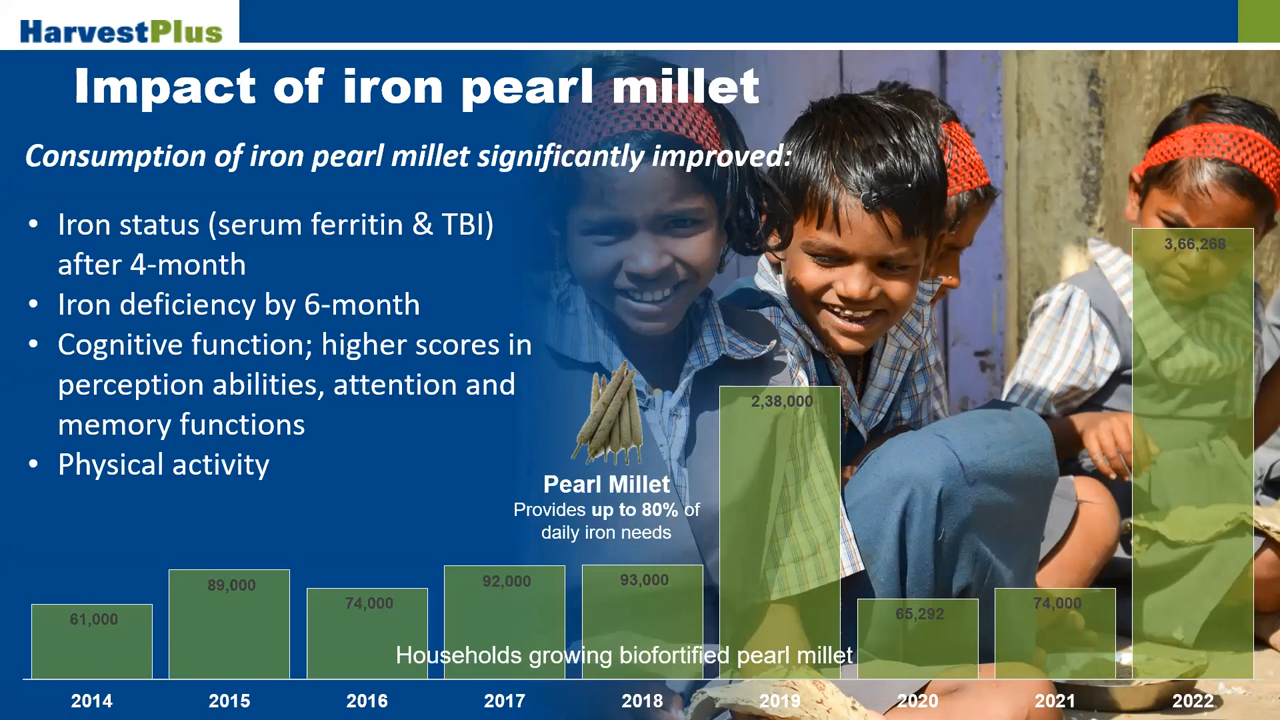 HarvestPlus
Impact of iron pearl millet
Consumption of iron pearl millet significantly improved:
• Iron status (serum ferritin & TBI)
after 4-month
• Iron deficiency by 6-month
• Cognitive function; higher scores in
perception abilities, attention and
memory functions
• Physical activity
Pearl Millet
Provides up to 80% of
daily iron needs
61,000
89,000
74,000
92,000
93,000
2,38,000
65,292
74,000
3,66,268
Households growing biofortified pearl millet
2014
2015
2016
2017
2018
2019
2020
2021
2022